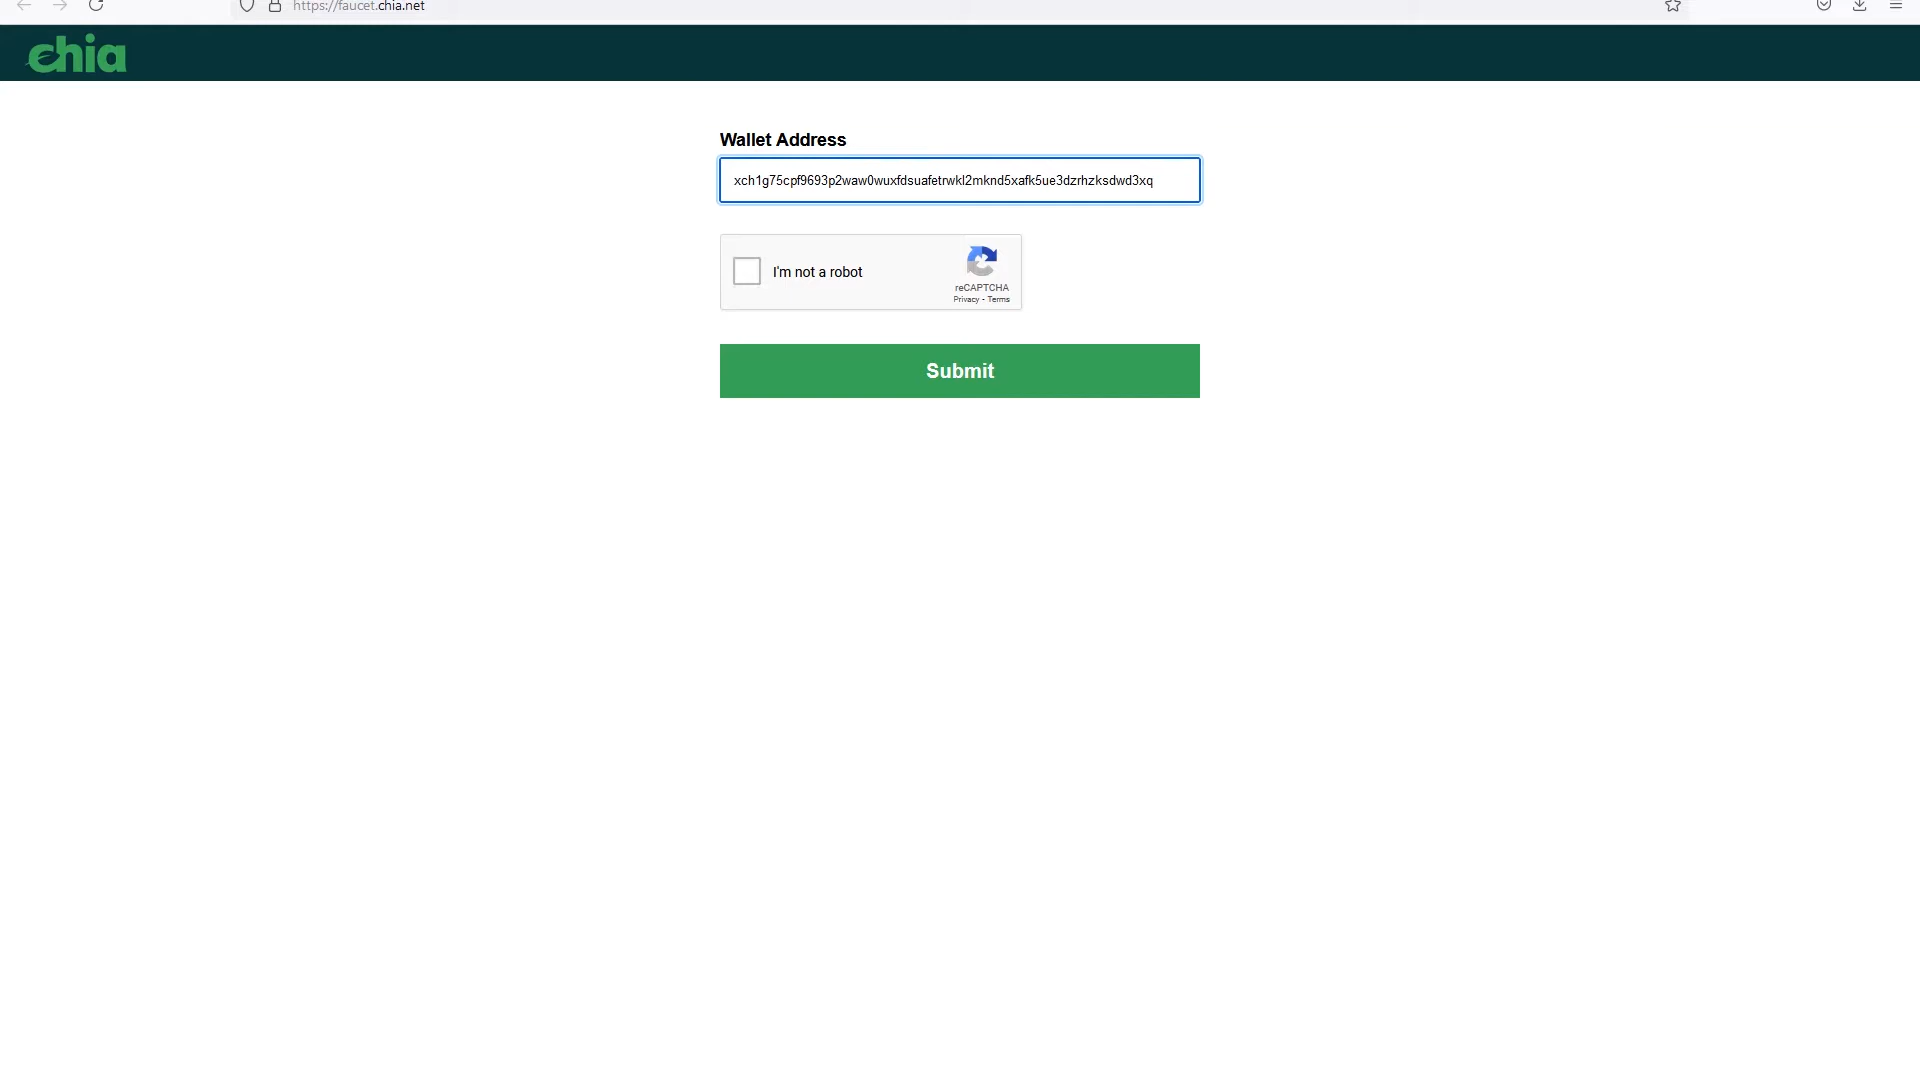 https://faucet.chia.net
chia
Wallet Address
xch1g75cpf9693p2waw0wuxfdsuafetrwkl2mknd5xafk5ue3dzrhzksdwd3xq
I'm not a robot
reCAPTCHA
Privacy - Terms
Submit